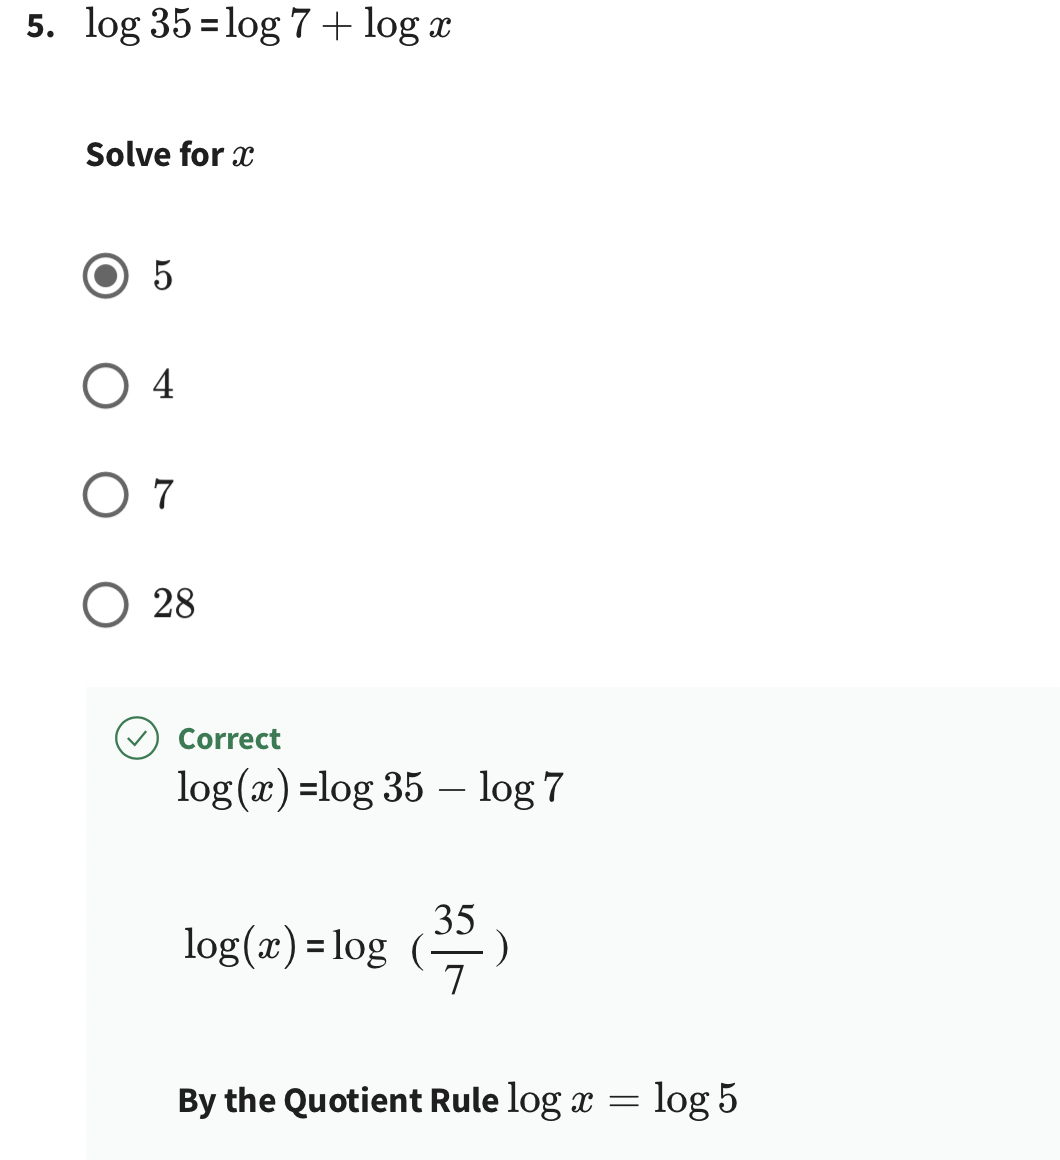 5. log 35 = log 7 + log x
Solve for x
5
4
7
28
Correct
log(x) = log 35 − log 7
log(x) = log (35/7)
By the Quotient Rule log x = log 5